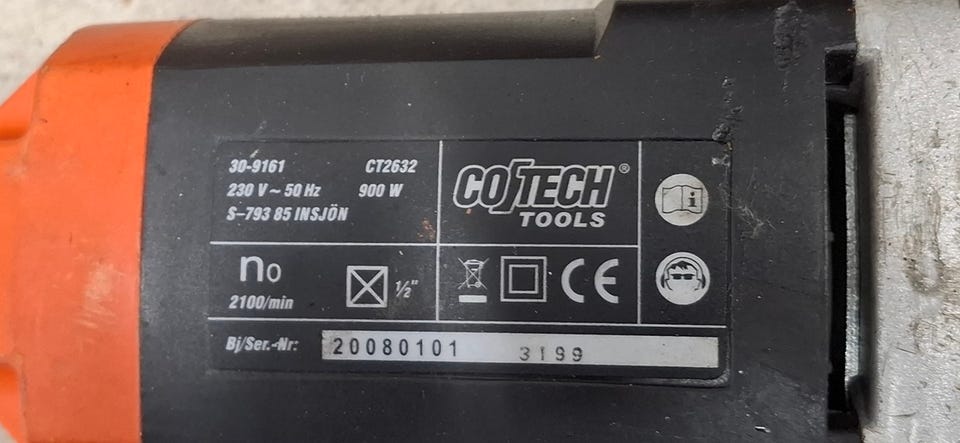 30-9161 CT2632
230 V ~ 50 Hz 900 W
S-793 85 INSJÖN
COTECH®
TOOLS
i
n0
2100/min
1/2"
CE
Bj/Ser.-Nr: 20080101 3199